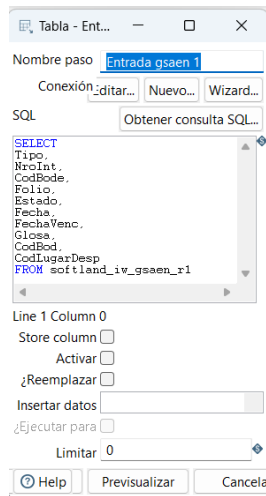 Tabla - Ent...
Nombre paso Entrada gsaen 1
Conexión Editar... Nuevo... Wizard...
SQL Obtener consulta SQL...
SELECT
Tipo,
NroInt,
CodBode,
Folio,
Estado,
Fecha,
FechaVenc,
Glosa,
CodBod,
CodLugarDesp
FROM softland_iw_gsaen_r1
Line 1 Column 0
Store column
Activar
¿Reemplazar
Insertar datos
¿Ejecutar para
Limitar 0
Help Previsualizar Cancela